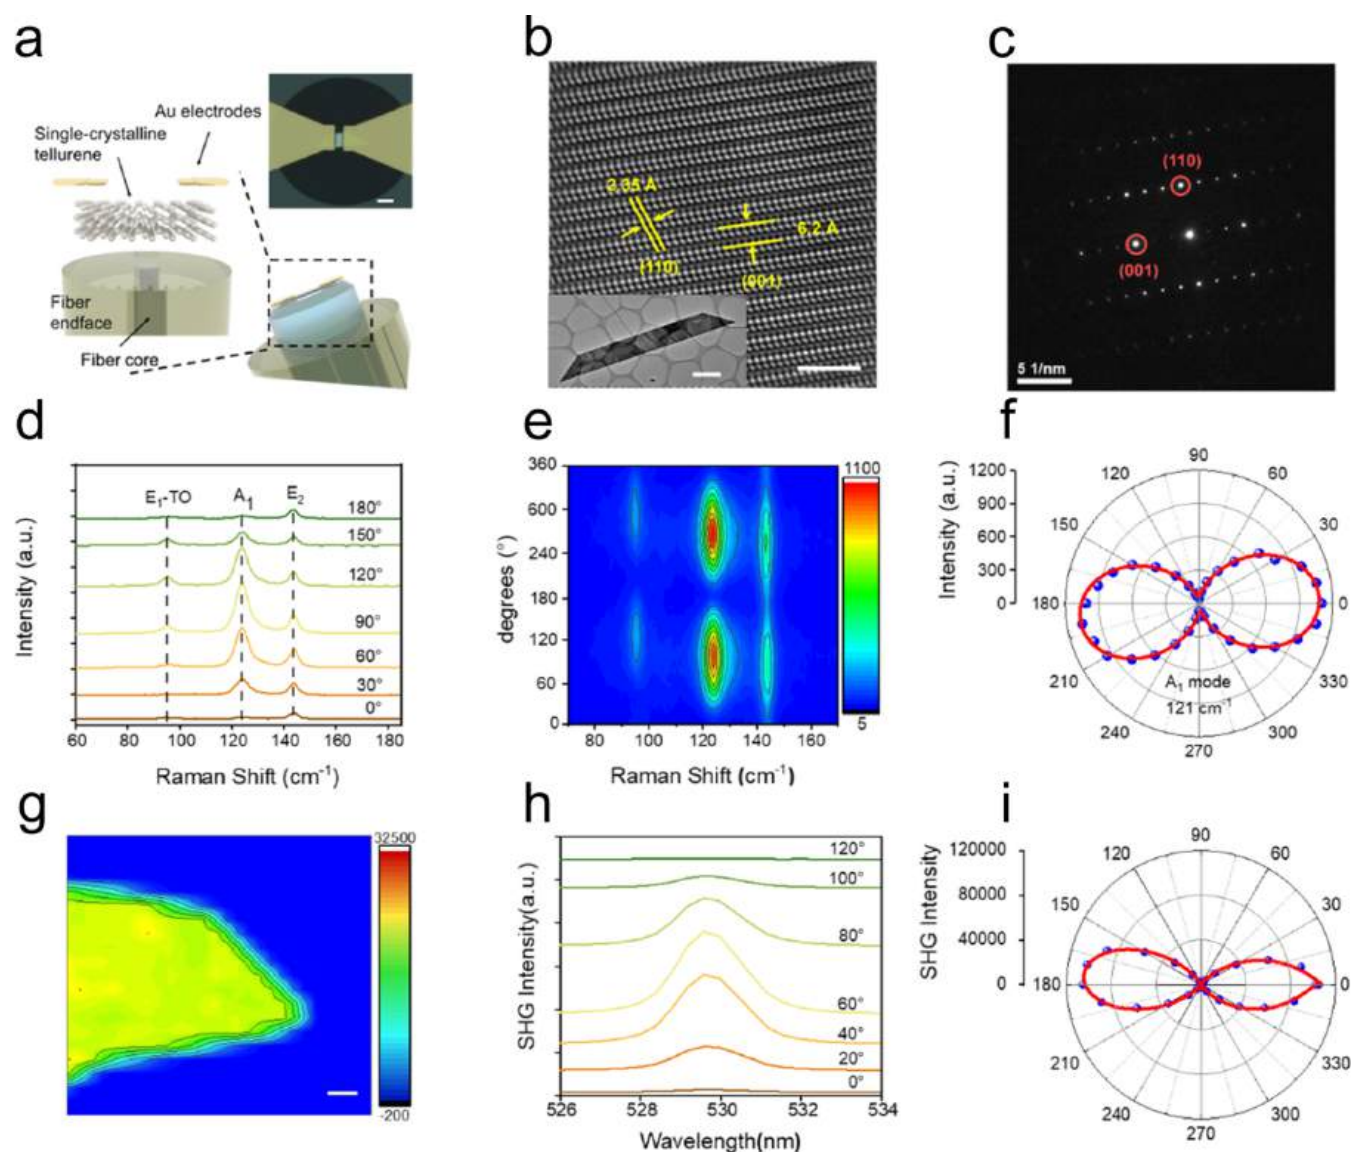 a
Au electrodes
Single-crystalline
tellurene
Fiber
endface
Fiber core
b
2.35 Å
(110)
6.2 Å
(001)
c
(110)
(001)
5 1/nm
d
Intensity (a.u.)
E₁-TO
A₁
E₂
180°
150°
120°
90°
60°
30°
0°
60 80 100 120 140 160 180
Raman Shift (cm⁻¹)
e
degrees (°)
360
600
240
180
120
60
0
80 100 120 140 160
Raman Shift (cm⁻¹)
1100
5
f
Intensity (a.u.)
1200
900
600
300
0
90
120 60
150 30
180 0
210 330
240 300
270
A₁ mode
121 cm⁻¹
g
32500
-200
h
SHG Intensity(a.u.)
120°
100°
80°
60°
40°
20°
0°
526 528 530 532 534
Wavelength(nm)
i
SHG Intensity
120000
80000
40000
0
90
120 60
150 30
180 0
210 330
240 300
270